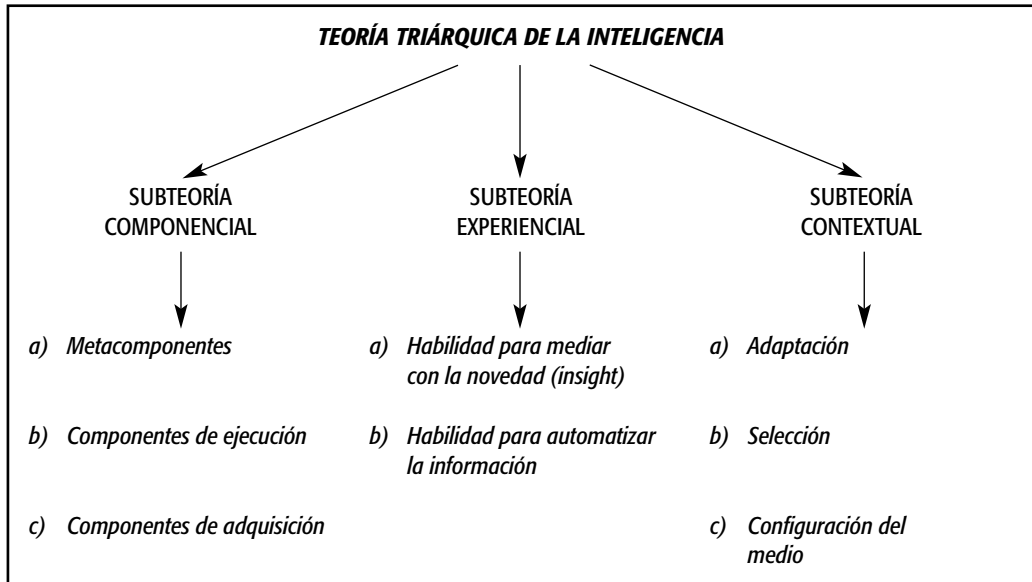 TEORÍA TRIÁRQUICA DE LA INTELIGENCIA
SUBTEORÍA
COMPONENCIAL
a) Metacomponentes
b) Componentes de ejecución
c) Componentes de adquisición
SUBTEORÍA
EXPERIENCIAL
a) Habilidad para mediar
con la novedad (insight)
b) Habilidad para automatizar
la información
SUBTEORÍA
CONTEXTUAL
a) Adaptación
b) Selección
c) Configuración del
medio